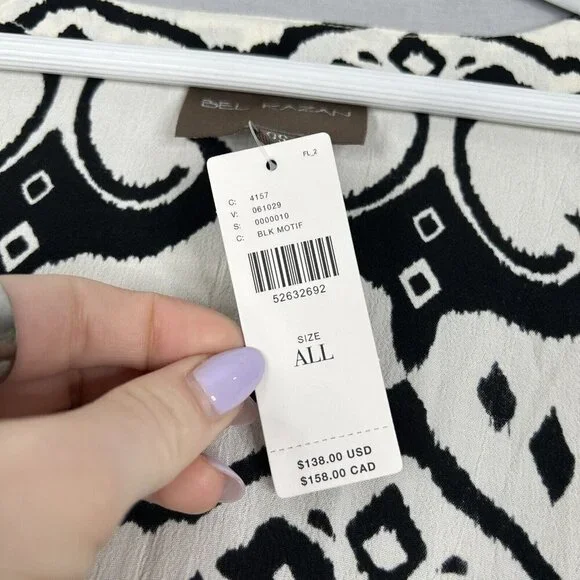 BEL KAZAN
FL_2
C: 4157
V: 061029
S: 0000010
C: BLK MOTIF
52632692
SIZE
ALL
$138.00 USD
$158.00 CAD